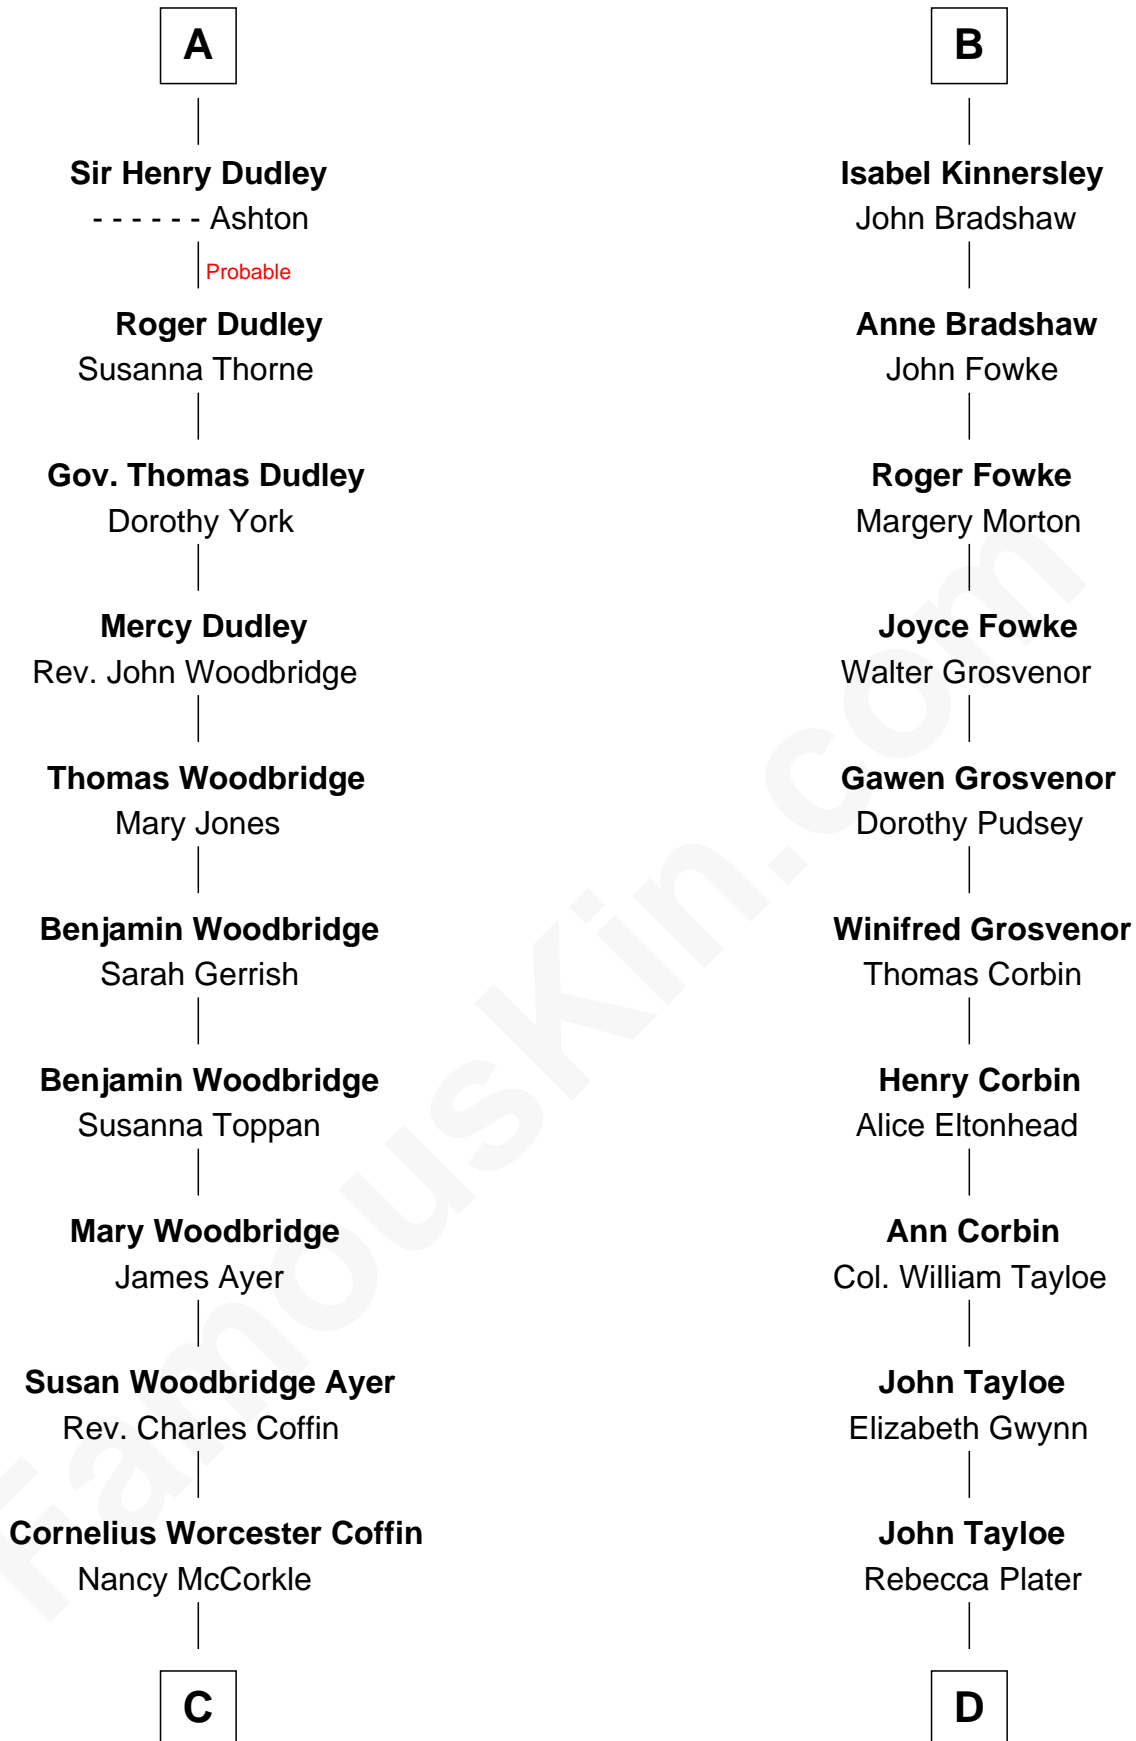 A
Sir Henry Dudley
- - - - - - Ashton
Probable
Roger Dudley
Susanna Thorne
Gov. Thomas Dudley
Dorothy York
Mercy Dudley
Rev. John Woodbridge
Thomas Woodbridge
Mary Jones
Benjamin Woodbridge
Sarah Gerrish
Benjamin Woodbridge
Susanna Toppan
Mary Woodbridge
James Ayer
Susan Woodbridge Ayer
Rev. Charles Coffin
Cornelius Worcester Coffin
Nancy McCorkle
C
B
Isabel Kinnersley
John Bradshaw
Anne Bradshaw
John Fowke
Roger Fowke
Margery Morton
Joyce Fowke
Walter Grosvenor
Gawen Grosvenor
Dorothy Pudsey
Winifred Grosvenor
Thomas Corbin
Henry Corbin
Alice Eltonhead
Ann Corbin
Col. William Tayloe
John Tayloe
Elizabeth Gwynn
John Tayloe
Rebecca Plater
D
FamousKin.com